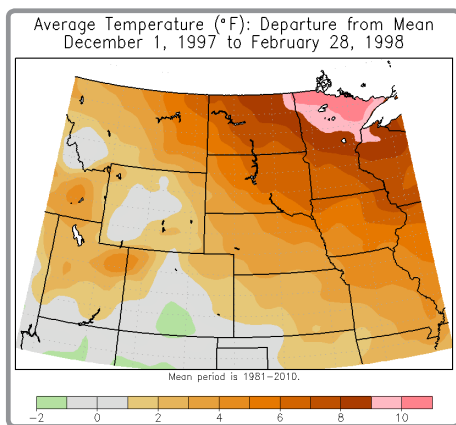 Average Temperature (°F): Departure from Mean
December 1, 1997 to February 28, 1998
Mean period is 1981-2010.
-2 0 2 4 6 8 10